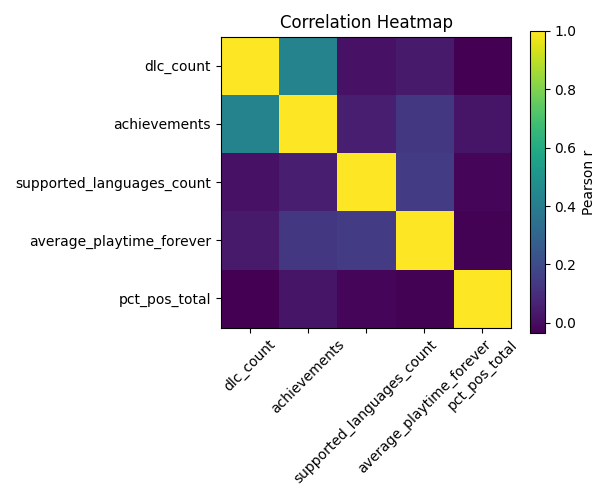 Correlation Heatmap
dlc_count
achievements
supported_languages_count
average_playtime_forever
pct_pos_total
dlc_count
achievements
supported_languages_count
average_playtime_forever
pct_pos_total
1.0
0.8
0.6
0.4
0.2
0.0
Pearson r